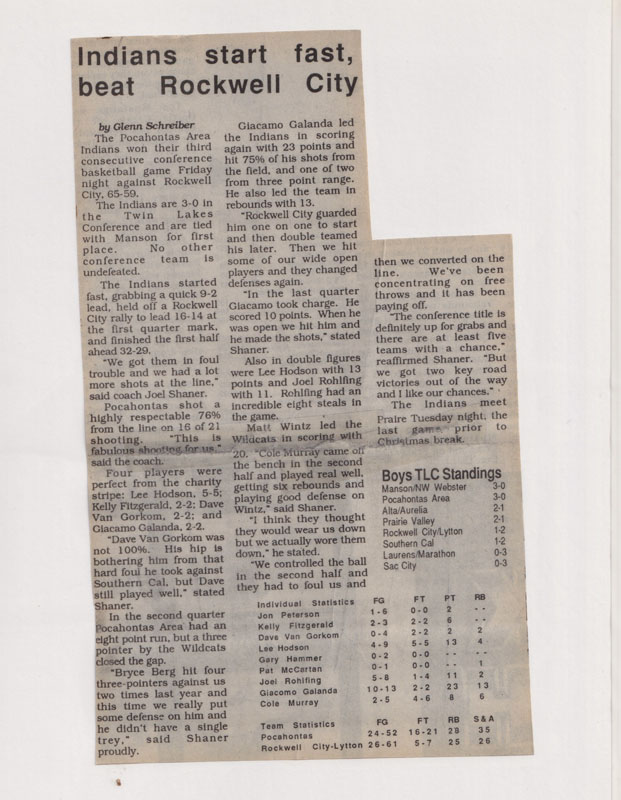 Indians start fast,
beat Rockwell City
by Glenn Schreiber
The Pocahontas Area
Indians won their third
consecutive conference
basketball game Friday
night against Rockwell
City, 65-59.
The Indians are 3-0 in
the Twin Lakes
Conference and are tied
with Manson for first
place. No other
conference team is
undefeated.
The Indians started
fast, grabbing a quick 9-2
lead, held off a Rockwell
City rally to lead 16-14 at
the first quarter mark,
and finished the first half
ahead 32-29.
"We got them in foul
trouble and we had a lot
more shots at the line,"
said coach Joel Shaner.
Pocahontas shot a
highly respectable 76%
from the line on 16 of 21
shooting. "This is
fabulous shooting for us,"
said the coach.
Four players were
perfect from the charity
stripe: Lee Hodson, 5-5;
Kelly Fitzgerald, 2-2; Dave
Van Gorkom, 2-2; and
Giacamo Galanda, 2-2.
"Dave Van Gorkom was
not 100%. His hip is
bothering him from that
hard foul he took against
Southern Cal, but Dave
still played well," stated
Shaner.
In the second quarter
Pocahontas Area had an
eight point run, but a three
pointer by the Wildcats
closed the gap.
"Bryce Berg hit four
three-pointers against us
two times last year and
this time we really put
some defense on him and
he didn't have a single
trey," said Shaner
proudly.
Giacamo Galanda led
the Indians in scoring
again with 23 points and
hit 75% of his shots from
the field, and one of two
from three point range.
He also led the team in
rebounds with 13.
"Rockwell City guarded
him one on one to start
and then double teamed
his later. Then we hit
some of our wide open
players and they changed
defenses again.
"In the last quarter
Giacamo took charge. He
scored 10 points. When he
was open we hit him and
he made the shots," stated
Shaner.
Also in double figures
were Lee Hodson with 13
points and Joel Rohlfing
with 11. Rohlfing had an
incredible eight steals in
the game.
Matt Wintz led the
Wildcats in scoring with
20. "Cole Murray came off
the bench in the second
half and played real well,
getting six rebounds and
playing good defense on
Wintz," said Shaner.
"I think they thought
they would wear us down
but we actually wore them
down," he stated.
"We controlled the ball
in the second half and
they had to foul us and
then we converted on the
line. We've been
concentrating on free
throws and it has been
paying off.
"The conference title is
definitely up for grabs and
there are at least five
teams with a chance,"
reaffirmed Shaner. "But
we got two key road
victories out of the way
and I like our chances."
The Indians meet
Praire Tuesday night, the
last game prior to
Christmas break.
Boys TLC Standings
Manson/NW Webster 3-0
Pocahontas Area 3-0
Alta/Aurelia 2-1
Prairie Valley 2-1
Rockwell City/Lytton 1-2
Southern Cal 1-2
Laurens/Marathon 0-3
Sac City 0-3
Individual Statistics FG FT PT RB
Jon Peterson 1-6 0-0 2 --
Kelly Fitzgerald 2-3 2-2 6 --
Dave Van Gorkom 0-4 2-2 2 2
Lee Hodson 4-9 5-5 13 4
Gary Hammer 0-2 0-0 -- --
Pat McCartan 0-1 0-0 -- 1
Joel Rohlfing 5-8 1-4 11 2
Giacomo Galanda 10-13 2-2 23 13
Cole Murray 2-5 4-6 8 6
Team Statistics FG FT RB S&A
Pocahontas 24-52 16-21 28 35
Rockwell City-Lytton 26-61 5-7 25 26